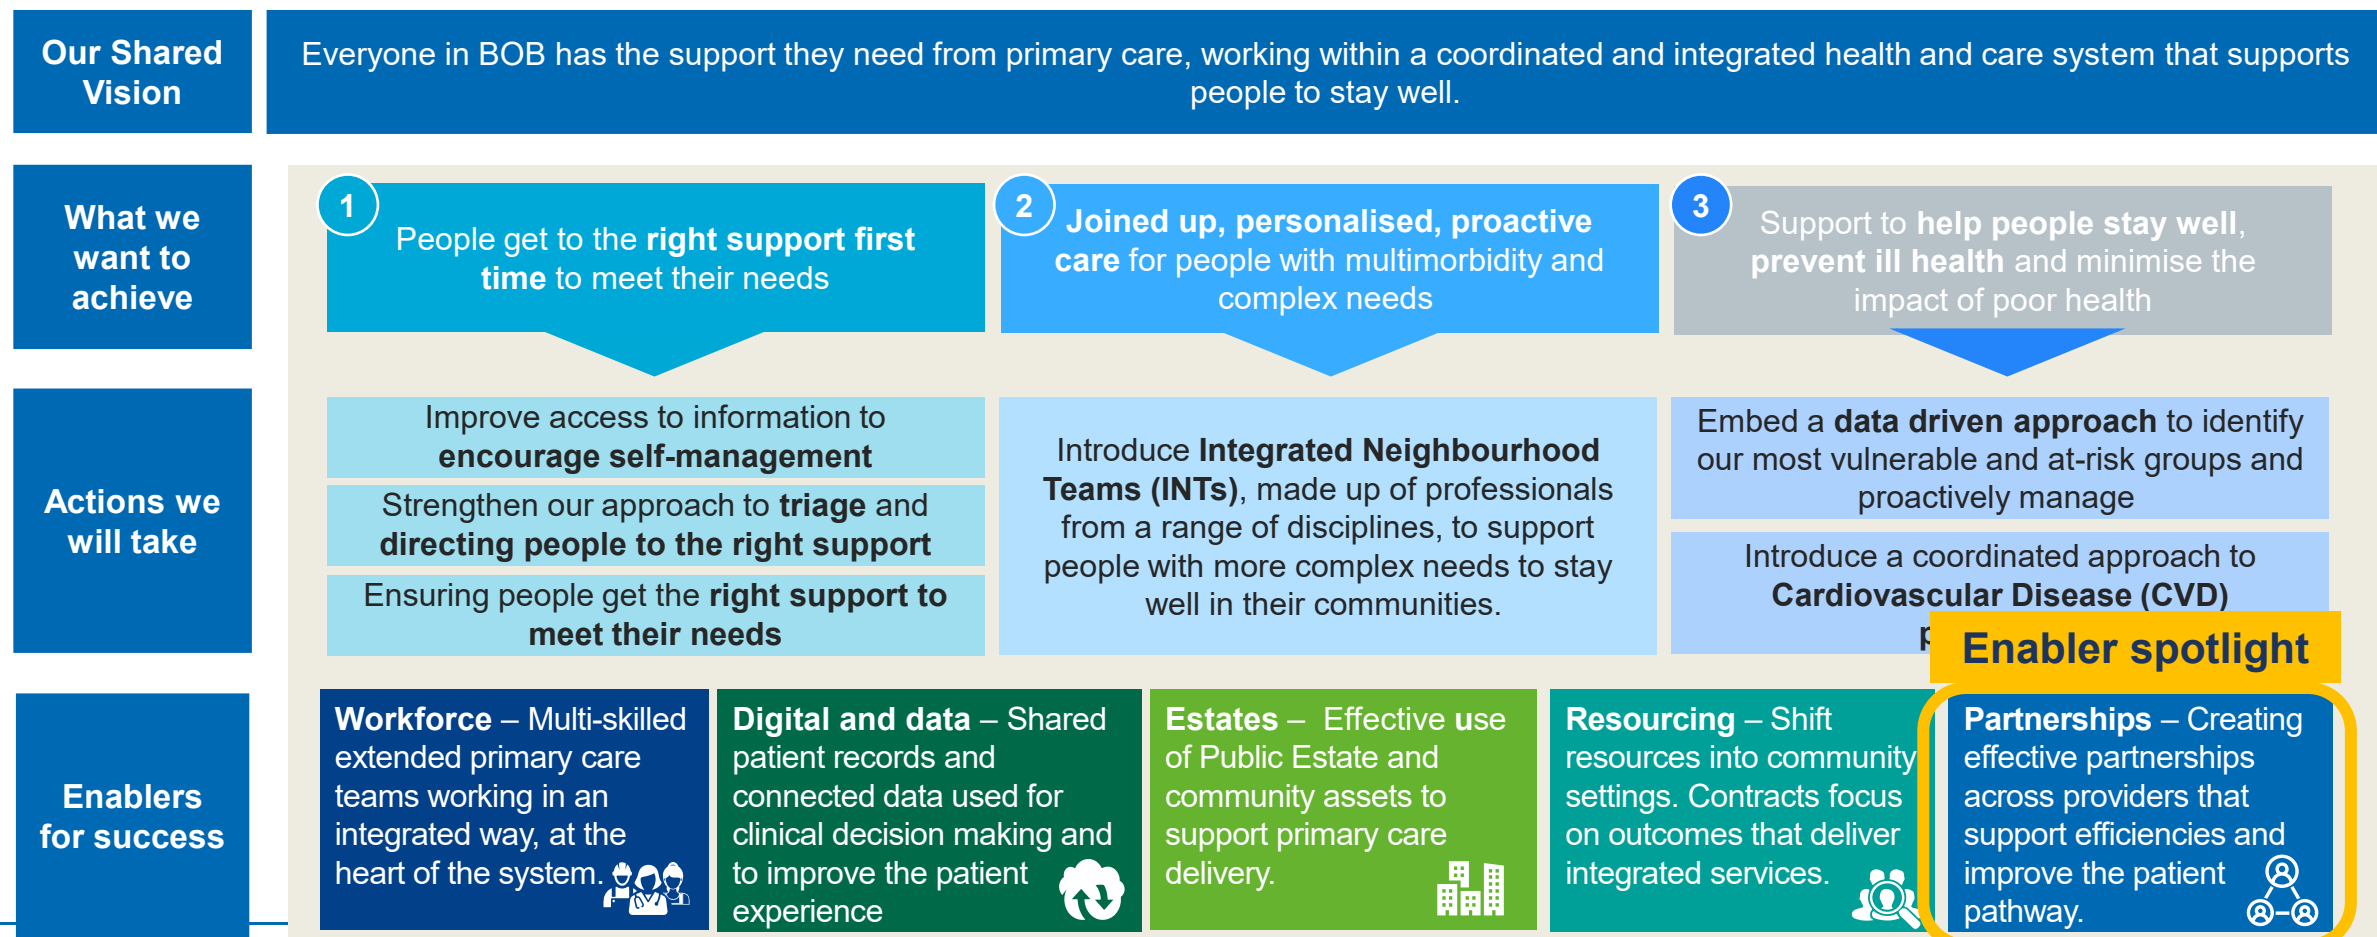 Our Shared
Vision
Everyone in BOB has the support they need from primary care, working within a coordinated and integrated health and care system that supports
people to stay well.
What we
want to
achieve
1
People get to the right support first
time to meet their needs
2
Joined up, personalised, proactive
care for people with multimorbidity and
complex needs
3
Support to help people stay well,
prevent ill health and minimise the
impact of poor health
Actions we
will take
Improve access to information to
encourage self-management
Strengthen our approach to triage and
directing people to the right support
Ensuring people get the right support to
meet their needs
Introduce Integrated Neighbourhood
Teams (INTs), made up of professionals
from a range of disciplines, to support
people with more complex needs to stay
well in their communities.
Embed a data driven approach to identify
our most vulnerable and at-risk groups and
proactively manage
Introduce a coordinated approach to
Cardiovascular Disease (CVD)
Enabler spotlight
Enablers
for success
Workforce – Multi-skilled
extended primary care
teams working in an
integrated way, at the
heart of the system.
Digital and data – Shared
patient records and
connected data used for
clinical decision making and
to improve the patient
experience
Estates – Effective use
of Public Estate and
community assets to
support primary care
delivery.
Resourcing – Shift
resources into community
settings. Contracts focus
on outcomes that deliver
integrated services.
Partnerships – Creating
effective partnerships
across providers that
support efficiencies and
improve the patient
pathway.